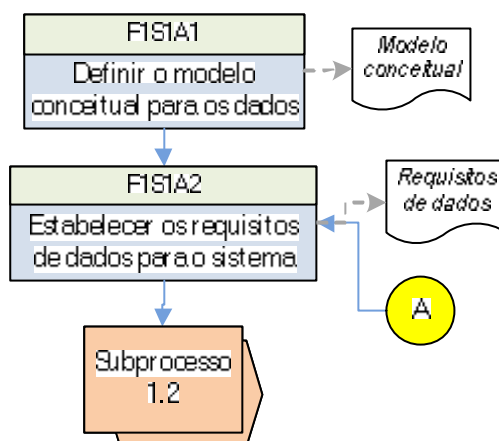 F1S1A1
Definir o modelo
conceitual para os dados
Modelo
conceitual
F1S1A2
Estabelecer os requisitos
de dados para o sistema
Requisitos
de dados
A
Subprocesso
1.2